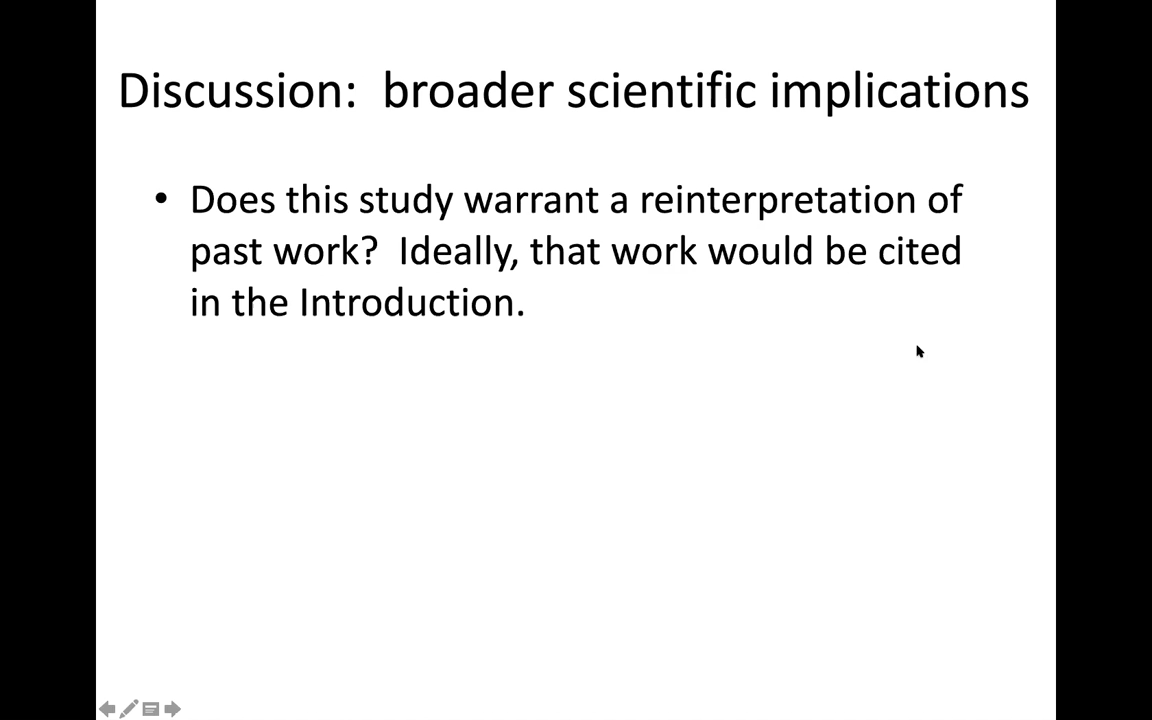 Discussion:  broader scientific implications
• Does this study warrant a reinterpretation of
past work?  Ideally, that work would be cited
in the Introduction.